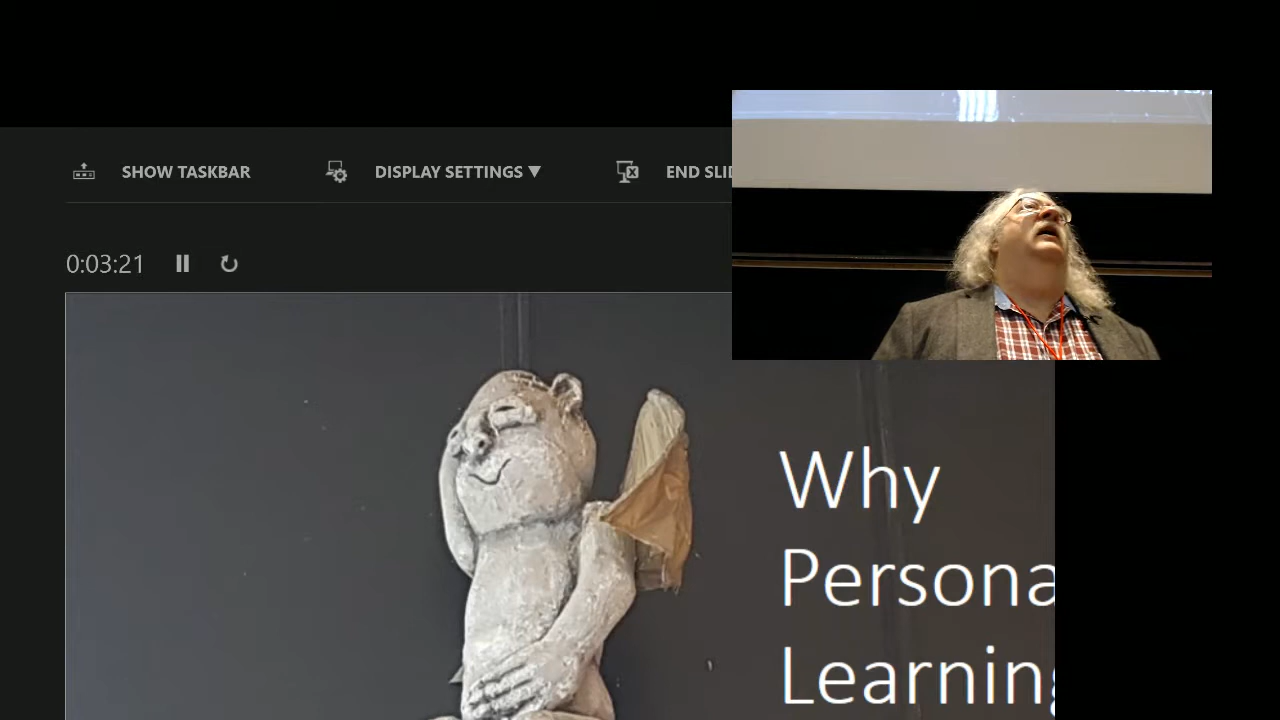 SHOW TASKBAR
DISPLAY SETTINGS ▼
END SLI
0:03:21
Why
Persona
Learning